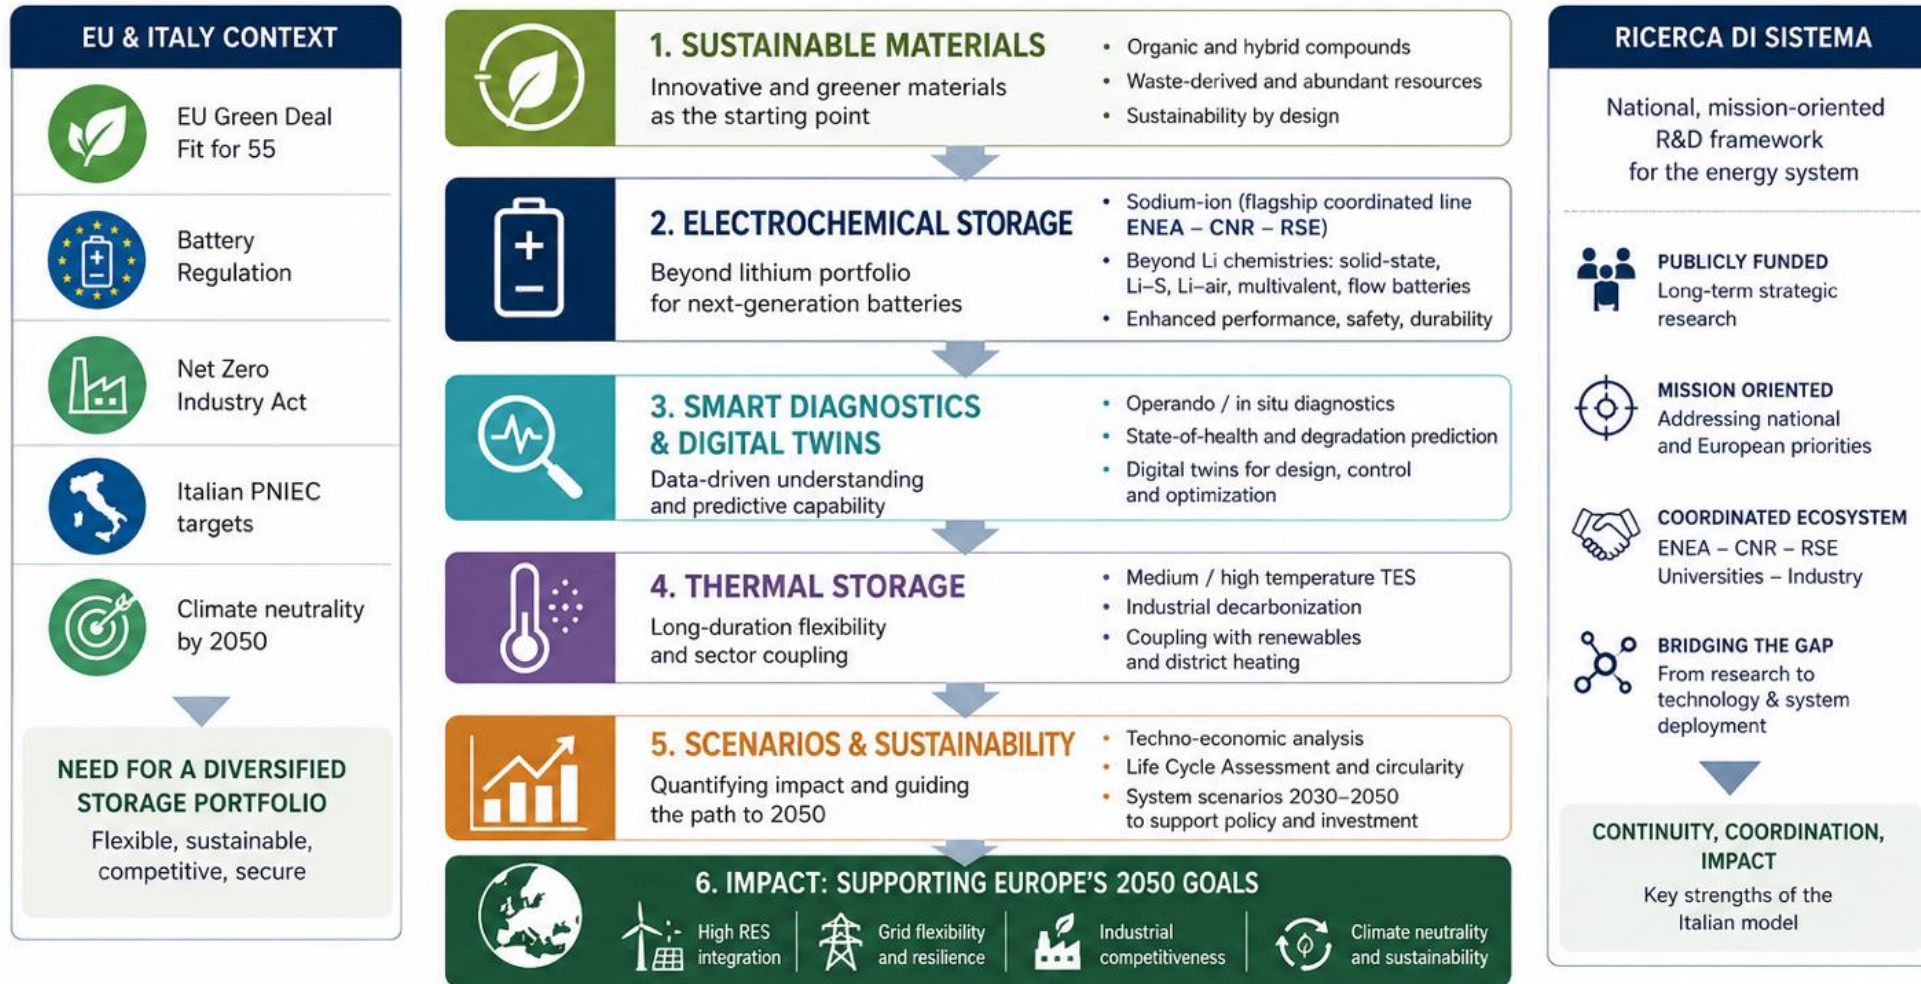 EU & ITALY CONTEXT
EU Green Deal
Fit for 55
Battery
Regulation
Net Zero
Industry Act
Italian PNIEC
targets
Climate neutrality
by 2050
NEED FOR A DIVERSIFIED
STORAGE PORTFOLIO
Flexible, sustainable,
competitive, secure
1. SUSTAINABLE MATERIALS
Innovative and greener materials
as the starting point
• Organic and hybrid compounds
• Waste-derived and abundant resources
• Sustainability by design
2. ELECTROCHEMICAL STORAGE
Beyond lithium portfolio
for next-generation batteries
• Sodium-ion (flagship coordinated line
ENEA – CNR – RSE)
• Beyond Li chemistries: solid-state,
Li–S, Li–air, multivalent, flow batteries
• Enhanced performance, safety, durability
3. SMART DIAGNOSTICS
& DIGITAL TWINS
Data-driven understanding
and predictive capability
• Operando / in situ diagnostics
• State-of-health and degradation prediction
• Digital twins for design, control
and optimization
4. THERMAL STORAGE
Long-duration flexibility
and sector coupling
• Medium / high temperature TES
• Industrial decarbonization
• Coupling with renewables
and district heating
5. SCENARIOS & SUSTAINABILITY
Quantifying impact and guiding
the path to 2050
• Techno-economic analysis
• Life Cycle Assessment and circularity
• System scenarios 2030–2050
to support policy and investment
6. IMPACT: SUPPORTING EUROPE'S 2050 GOALS
High RES
integration
Grid flexibility
and resilience
Industrial
competitiveness
Climate neutrality
and sustainability
RICERCA DI SISTEMA
National, mission-oriented
R&D framework
for the energy system
PUBLICLY FUNDED
Long-term strategic
research
MISSION ORIENTED
Addressing national
and European priorities
COORDINATED ECOSYSTEM
ENEA – CNR – RSE
Universities – Industry
BRIDGING THE GAP
From research to
technology & system
deployment
CONTINUITY, COORDINATION,
IMPACT
Key strengths of the
Italian model